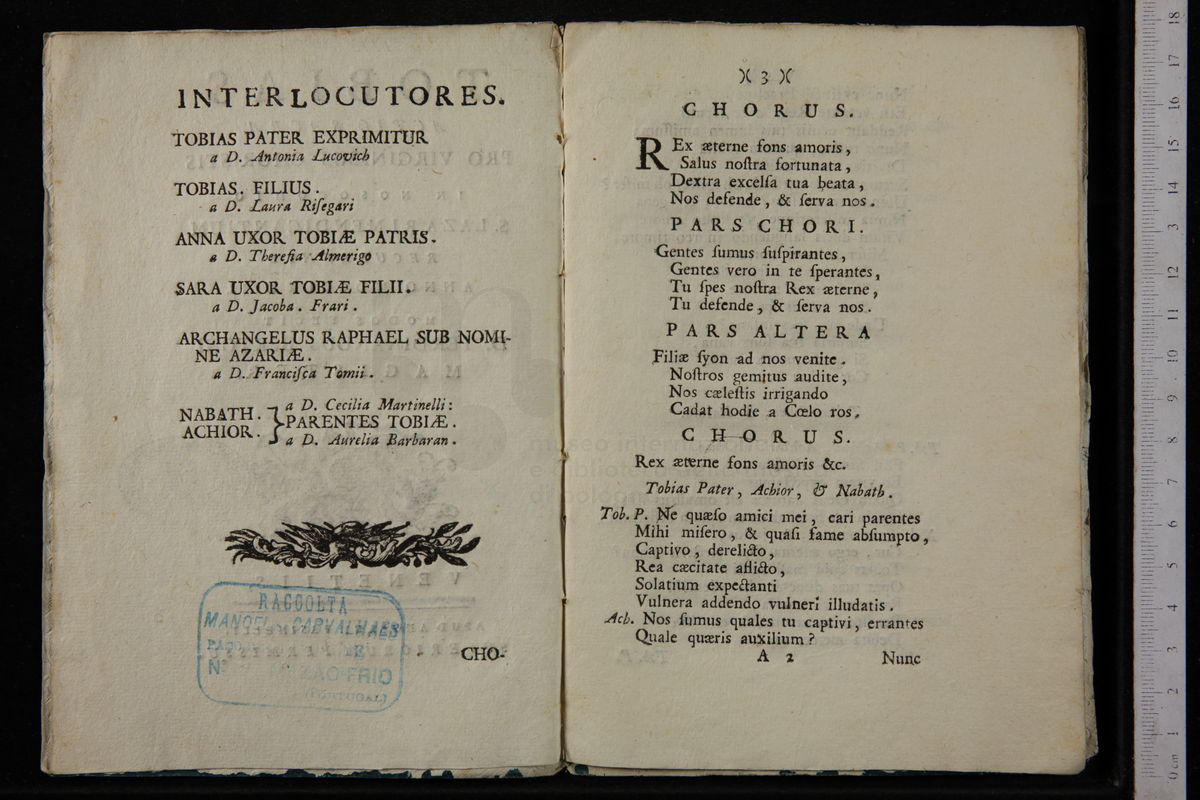 INTERLOCUTORES.
TOBIAS PATER EXPRIMITUR
a D. Antonia Lucovich
TOBIAS. FILIUS.
a D. Laura Riſegari
ANNA UXOR TOBIÆ PATRIS.
a D. Thereſia Almerigo
SARA UXOR TOBIÆ FILII.
a D. Jacoba. Frari.
ARCHANGELUS RAPHAEL SUB NOMI-
NE AZARIÆ.
a D. Franciſca Tomii.
NABATH. a D. Cecilia Martinelli:
PARENTES TOBIÆ.
ACHIOR. a D. Aurelia Barbaran.
RACCOLTA
MANOEL CARVALHAES
E
N.º
ZÃO-FRIO
(PORTUGAL)
CHO-
)( 3 )(
CHORUS.
REx æterne fons amoris,
Salus noſtra fortunata,
Dextra excelſa tua beata,
Nos defende, & ſerva nos.
PARS CHORI.
Gentes ſumus ſuſpirantes,
Gentes vero in te ſperantes,
Tu ſpes noſtra Rex æterne,
Tu defende, & ſerva nos.
PARS ALTERA
Filiæ ſyon ad nos venite.
Noſtros gemitus audite,
Nos cæleſtis irrigando
Cadat hodie a Cœlo ros.
CHORUS.
Rex æterne fons amoris &c.
Tobias Pater, Achior, & Nabath.
Tob. P. Ne quæſo amici mei, cari parentes
Mihi miſero, & quaſi fame abſumpto,
Captivo, derelicto,
Rea cæcitate aflicto,
Solatium expectanti
Vulnera addendo vulneri illudatis.
Ach. Nos ſumus quales tu captivi, errantes
Quale quæris auxilium?
A 2 Nunc